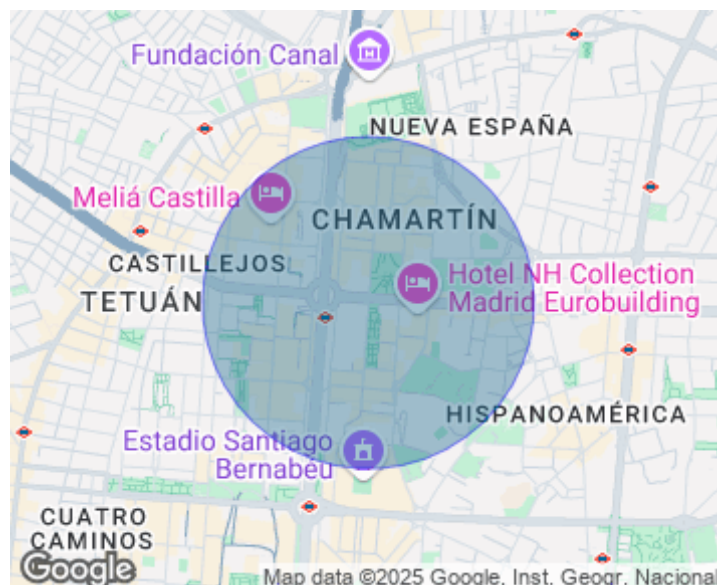 Fundación Canal
NUEVA ESPAÑA
Meliá Castilla
CHAMARTÍN
CASTILLEJOS
Hotel NH Collection
Madrid Eurobuilding
TETUÁN
HISPANOAMÉRICA
Estadio Santiago
Bernabéu
CUATRO
CAMINOS
Google
Map data ©2025 Google, Inst. Geogr. Nacional